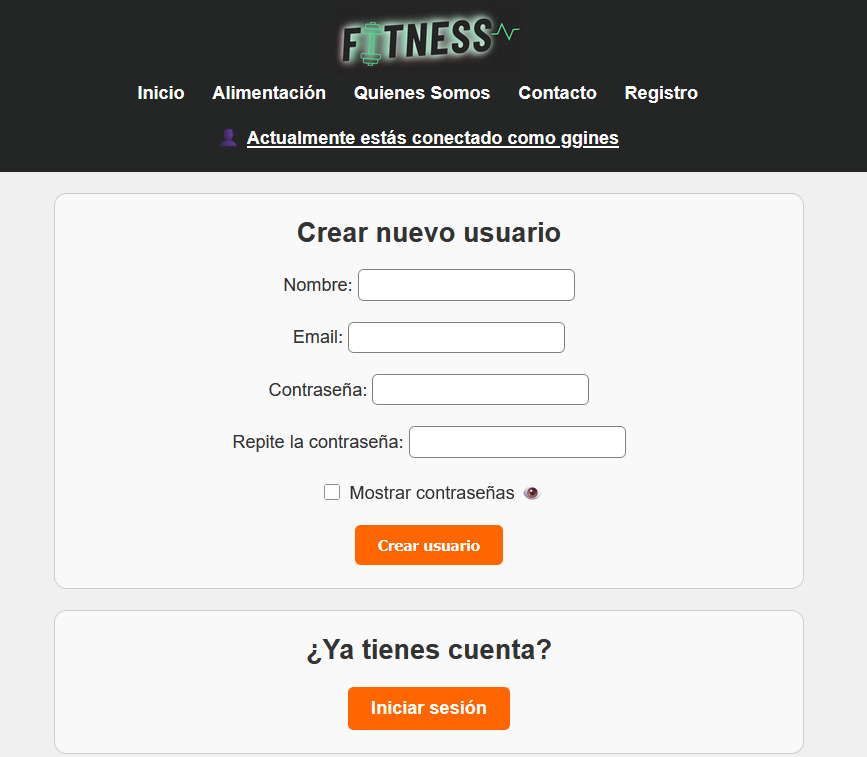 FITNESS
Inicio Alimentación Quienes Somos Contacto Registro
Actualmente estás conectado como ggines
Crear nuevo usuario
Nombre:
Email:
Contraseña:
Repite la contraseña:
Mostrar contraseñas
Crear usuario
¿Ya tienes cuenta?
Iniciar sesión